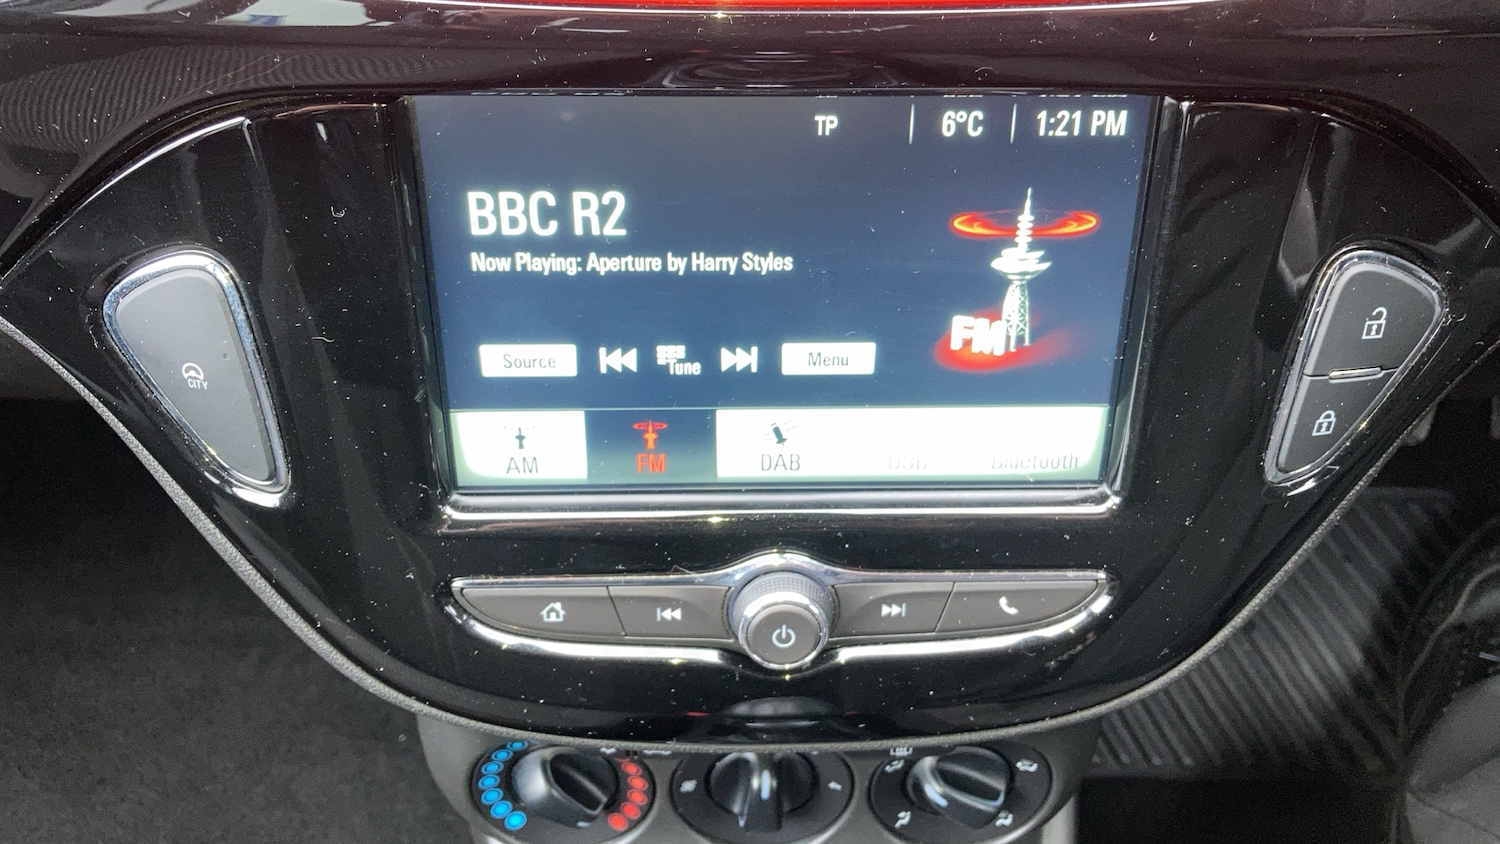 TP 6°C 1:21 PM
BBC R2
Now Playing: Aperture by Harry Styles
Source Tune Menu
FM
AM FM DAB USB Bluetooth
CITY